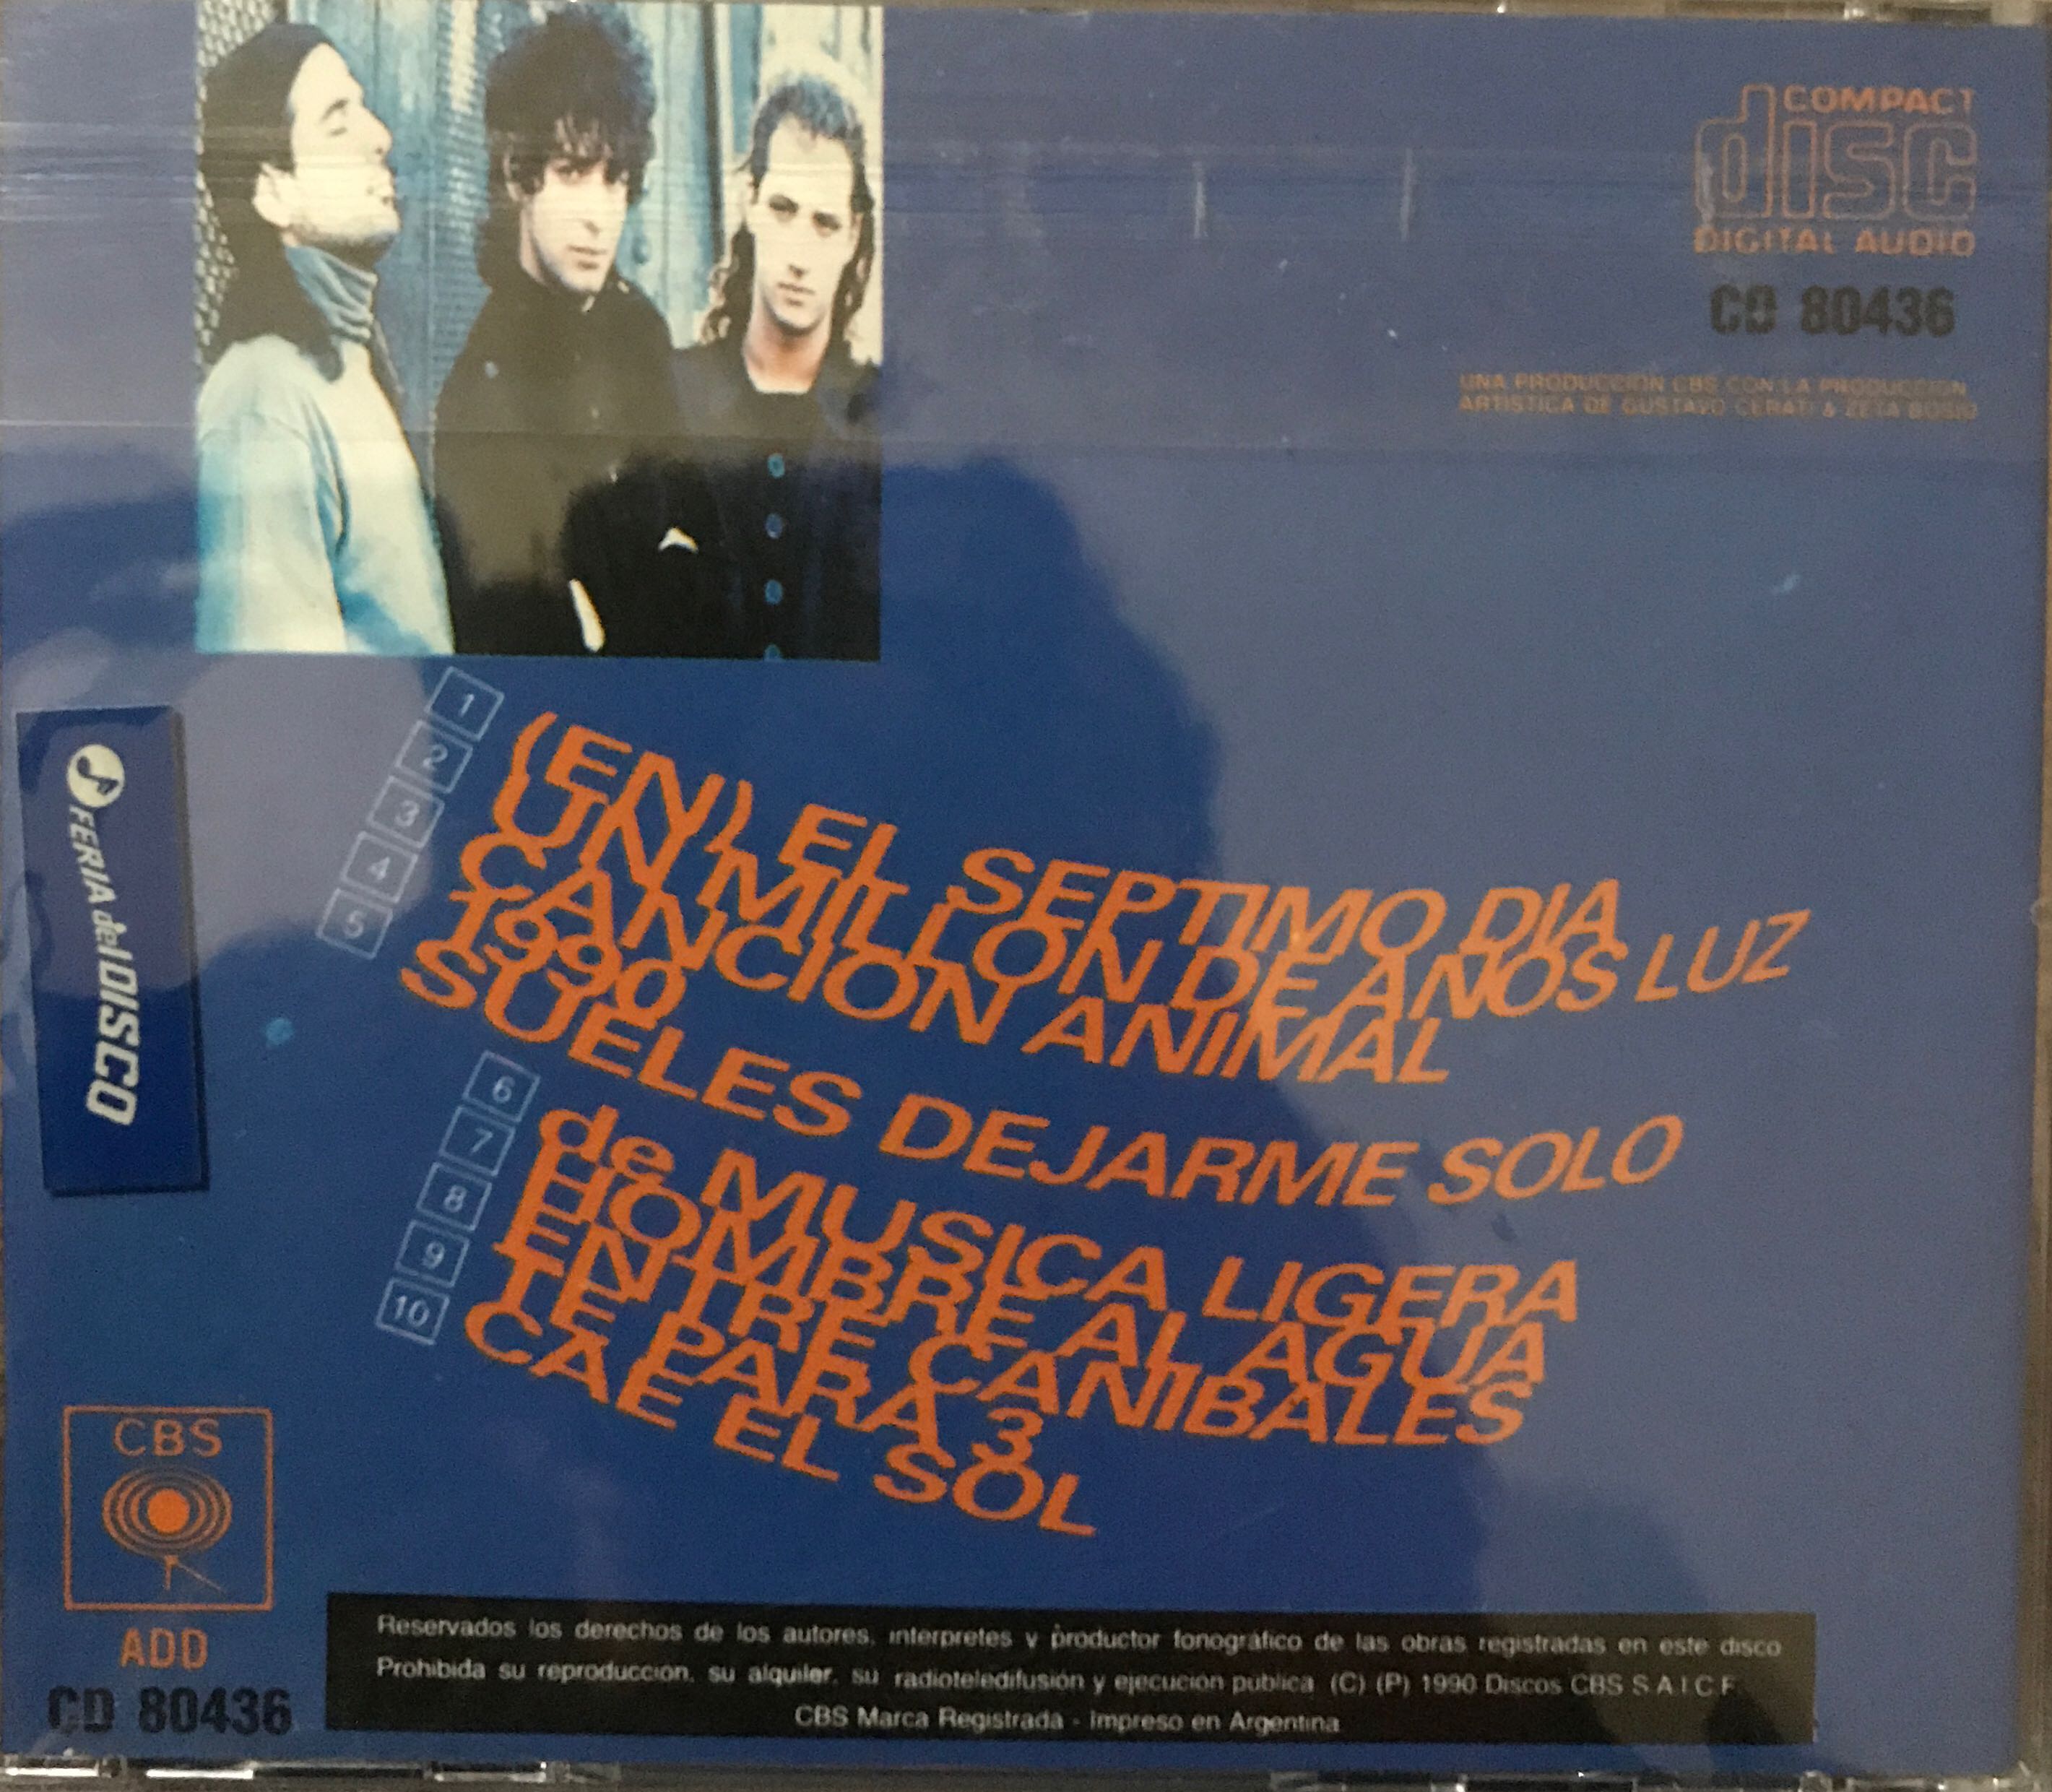 COMPACT
disc
DIGITAL AUDIO
CD 80436
UNA PRODUCCION CBS CON LA PRODUCCION
ARTISTICA DE GUSTAVO CERATI & ZETA BOSIO
1 (EN) EL SEPTIMO DIA
2 UN MILLON DE ANOS LUZ
3 CANCION ANIMAL
4 1990
5 SUELES DEJARME SOLO
6 de MUSICA LIGERA
7 HOMBRE AL AGUA
8 ENTRE CANIBALES
9 TE PARA 3
10 CAE EL SOL
FERIA del DISCO
CBS
ADD
CD 80436
Reservados los derechos de los autores, interpretes y productor fonográfico de las obras registradas en este disco
Prohibida su reproduccion, su alquiler, su radioteledifusión y ejecucion publica (C) (P) 1990 Discos CBS S A I C F
CBS Marca Registrada - Impreso en Argentina